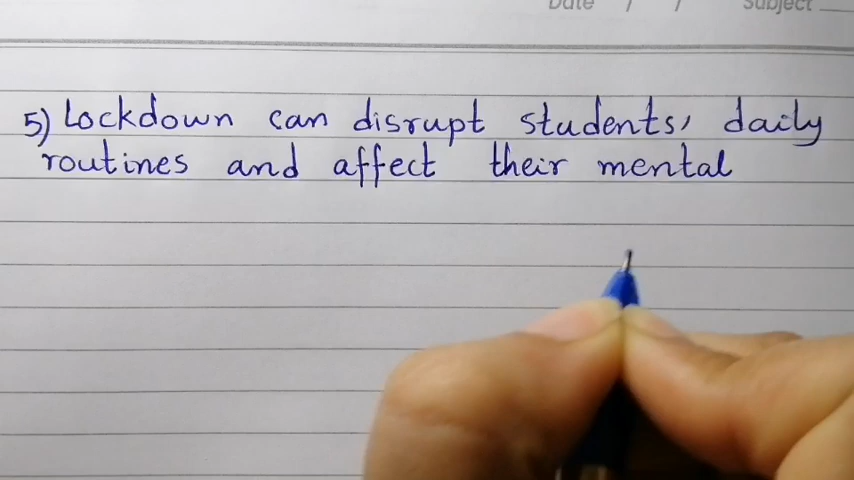 Date / / Subject
5) Lockdown can disrupt students' daily
routines and affect their mental